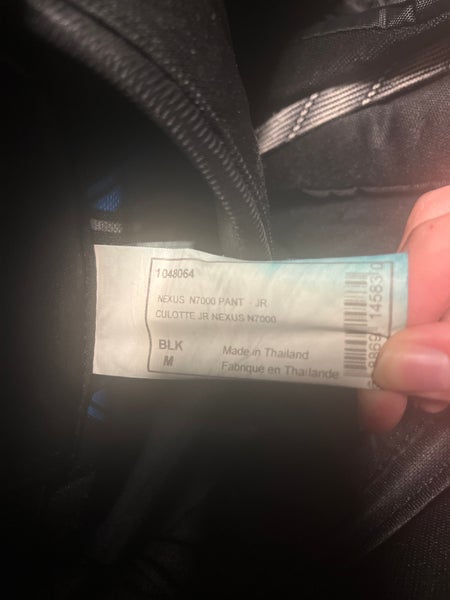 1048064
NEXUS N7000 PANT - JR
CULOTTE JR NEXUS N7000
BLK
M
Made in Thailand
Fabriqué en Thaïlande